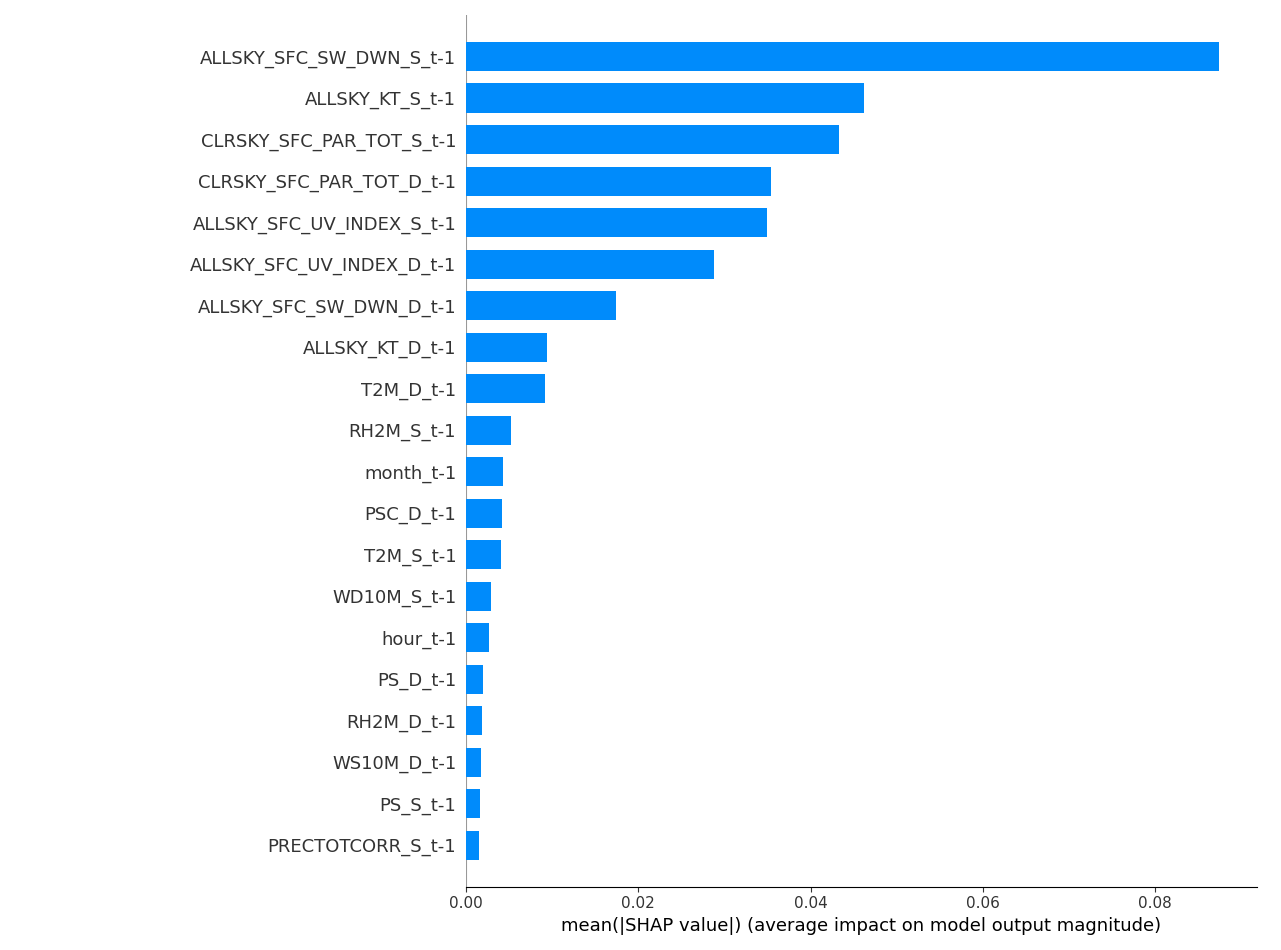 ALLSKY_SFC_SW_DWN_S_t-1
ALLSKY_KT_S_t-1
CLRSKY_SFC_PAR_TOT_S_t-1
CLRSKY_SFC_PAR_TOT_D_t-1
ALLSKY_SFC_UV_INDEX_S_t-1
ALLSKY_SFC_UV_INDEX_D_t-1
ALLSKY_SFC_SW_DWN_D_t-1
ALLSKY_KT_D_t-1
T2M_D_t-1
RH2M_S_t-1
month_t-1
PSC_D_t-1
T2M_S_t-1
WD10M_S_t-1
hour_t-1
PS_D_t-1
RH2M_D_t-1
WS10M_D_t-1
PS_S_t-1
PRECTOTCORR_S_t-1
0.00 0.02 0.04 0.06 0.08
mean(|SHAP value|) (average impact on model output magnitude)